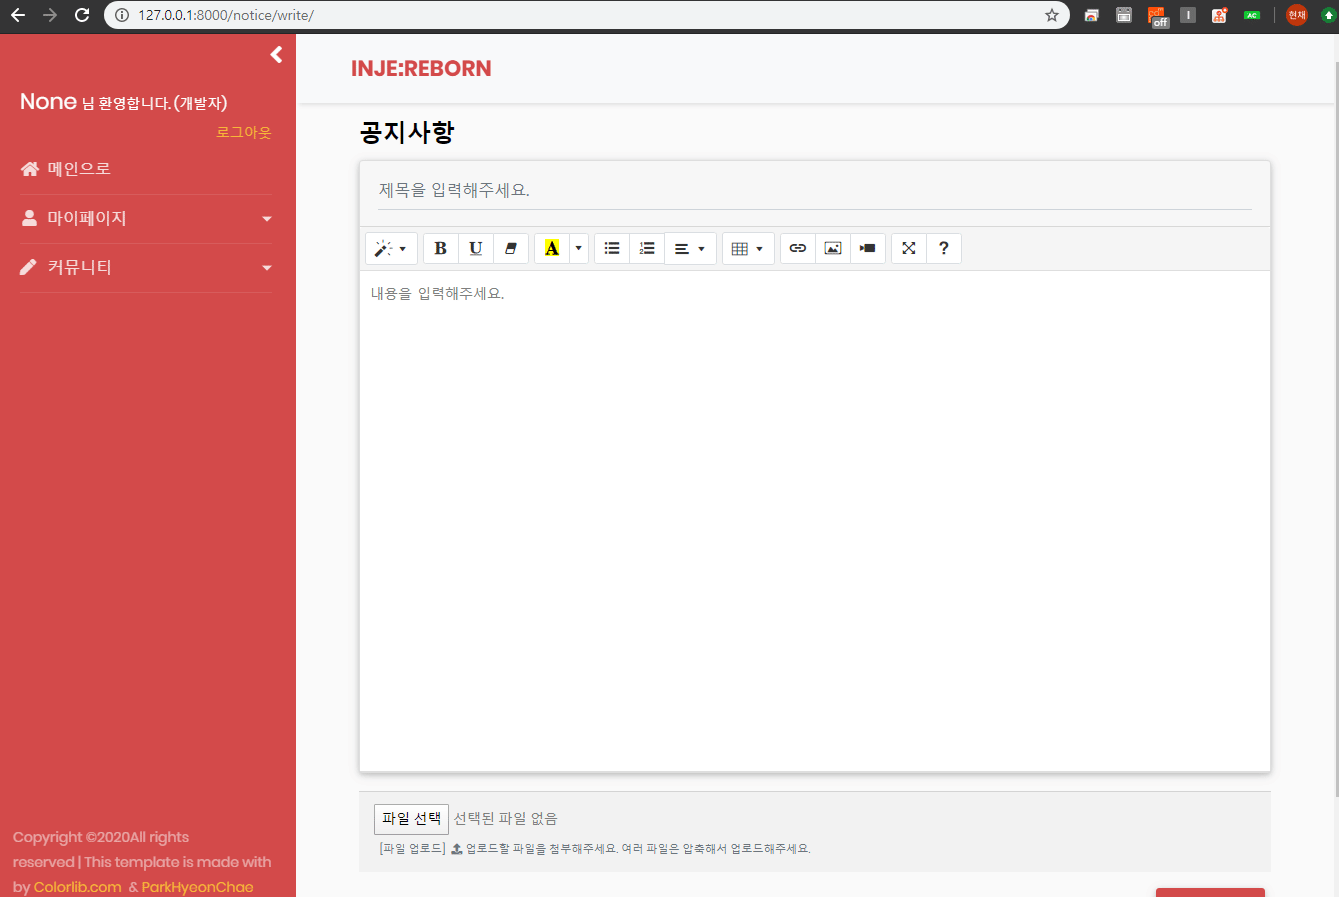 127.0.0.1:8000/notice/write/
off
현채
None 님 환영합니다. (개발자)
로그아웃
메인으로
마이페이지
커뮤니티
Copyright ©2020All rights
reserved | This template is made with
by Colorlib.com & ParkHyeonChae
INJE:REBORN
공지사항
제목을 입력해주세요.
B U A ?
내용을 입력해주세요.
파일 선택 선택된 파일 없음
[파일 업로드] 업로드할 파일을 첨부해주세요. 여러 파일은 압축해서 업로드해주세요.